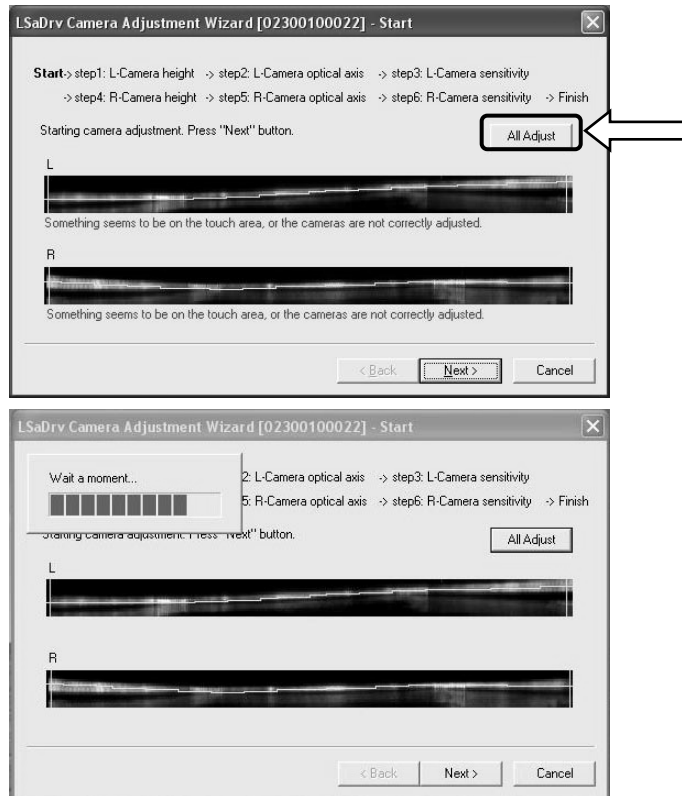 LSaDrv Camera Adjustment Wizard [02300100022] - Start
Start-> step1: L-Camera height -> step2: L-Camera optical axis -> step3: L-Camera sensitivity
-> step4: R-Camera height -> step5: R-Camera optical axis -> step6: R-Camera sensitivity -> Finish
Starting camera adjustment. Press "Next" button.
All Adjust
L
Something seems to be on the touch area, or the cameras are not correctly adjusted.
R
Something seems to be on the touch area, or the cameras are not correctly adjusted.
< Back Next > Cancel
LSaDrv Camera Adjustment Wizard [02300100022] - Start
Wait a moment...
2: L-Camera optical axis -> step3: L-Camera sensitivity
5: R-Camera optical axis -> step6: R-Camera sensitivity -> Finish
Starting camera adjustment. Press "Next" button.
All Adjust
L
R
< Back Next > Cancel